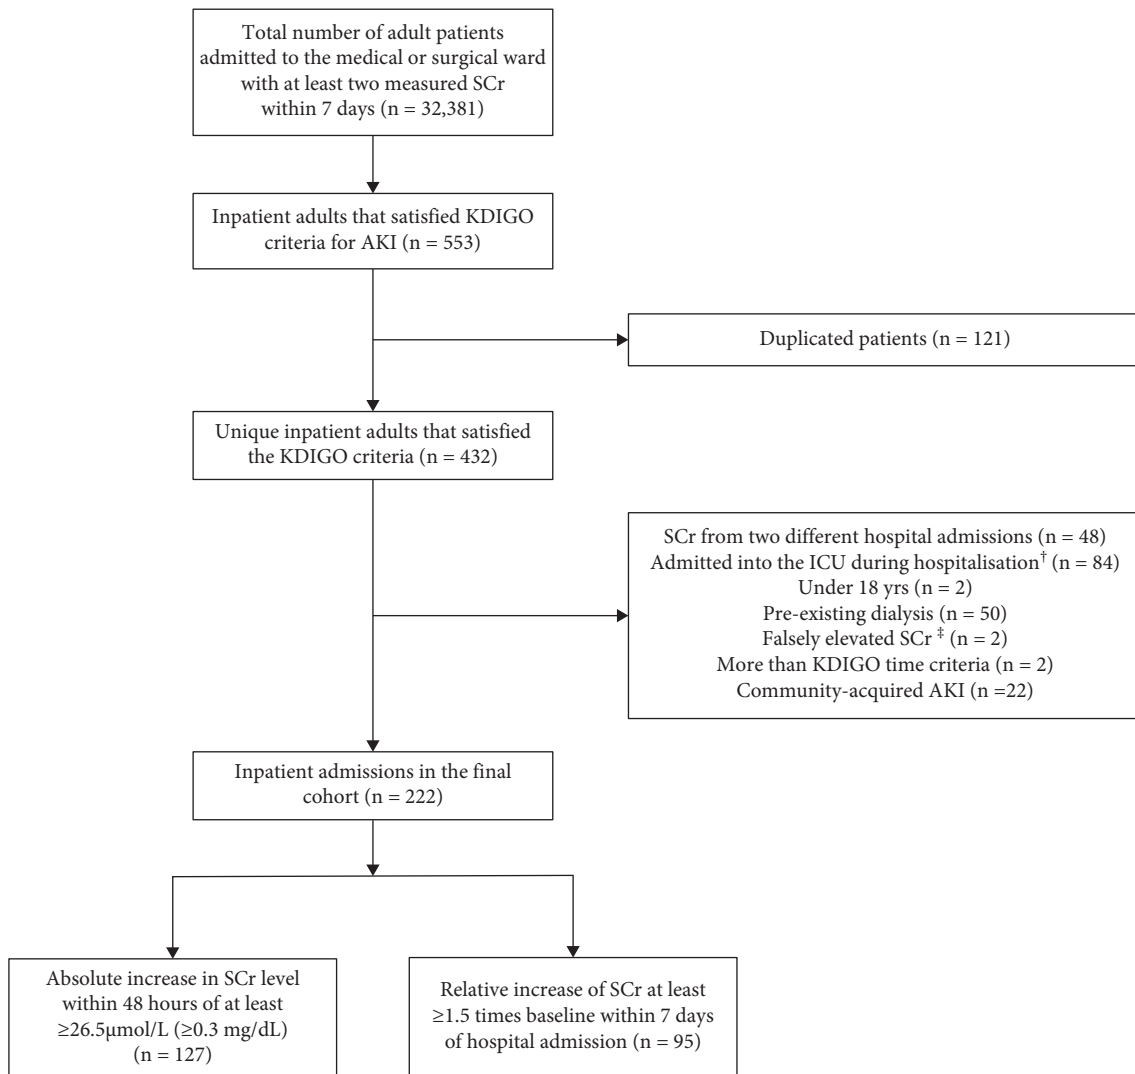 Total number of adult patients
admitted to the medical or surgical ward
with at least two measured SCr
within 7 days (n = 32,381)
Inpatient adults that satisfied KDIGO
criteria for AKI (n = 553)
Duplicated patients (n = 121)
Unique inpatient adults that satisfied
the KDIGO criteria (n = 432)
SCr from two different hospital admissions (n = 48)
Admitted into the ICU during hospitalisation† (n = 84)
Under 18 yrs (n = 2)
Pre-existing dialysis (n = 50)
Falsely elevated SCr ‡ (n = 2)
More than KDIGO time criteria (n = 2)
Community-acquired AKI (n =22)
Inpatient admissions in the final
cohort (n = 222)
Absolute increase in SCr level
within 48 hours of at least
≥26.5μmol/L (≥0.3 mg/dL)
(n = 127)
Relative increase of SCr at least
≥1.5 times baseline within 7 days
of hospital admission (n = 95)